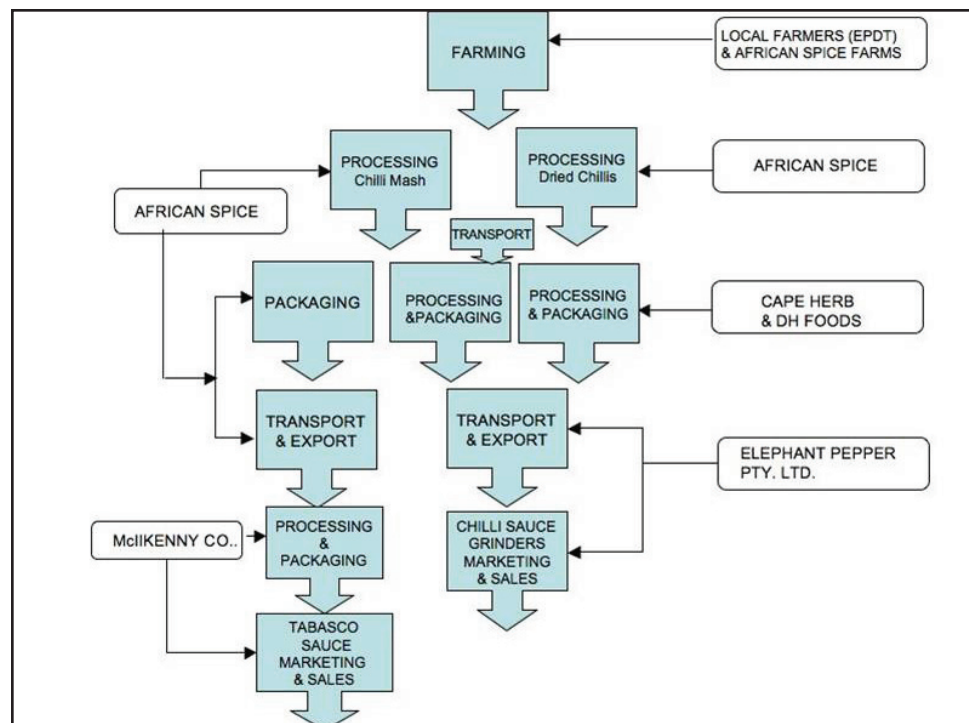 FARMING
LOCAL FARMERS (EPDT)
& AFRICAN SPICE FARMS
PROCESSING
Chilli Mash
PROCESSING
Dried Chillis
AFRICAN SPICE
AFRICAN SPICE
TRANSPORT
PACKAGING
PROCESSING
&PACKAGING
PROCESSING
& PACKAGING
CAPE HERB
& DH FOODS
TRANSPORT
& EXPORT
TRANSPORT
& EXPORT
ELEPHANT PEPPER
PTY. LTD.
McIIKENNY CO..
PROCESSING
&
PACKAGING
CHILLI SAUCE
GRINDERS
MARKETING
& SALES
TABASCO
SAUCE
MARKETING
& SALES